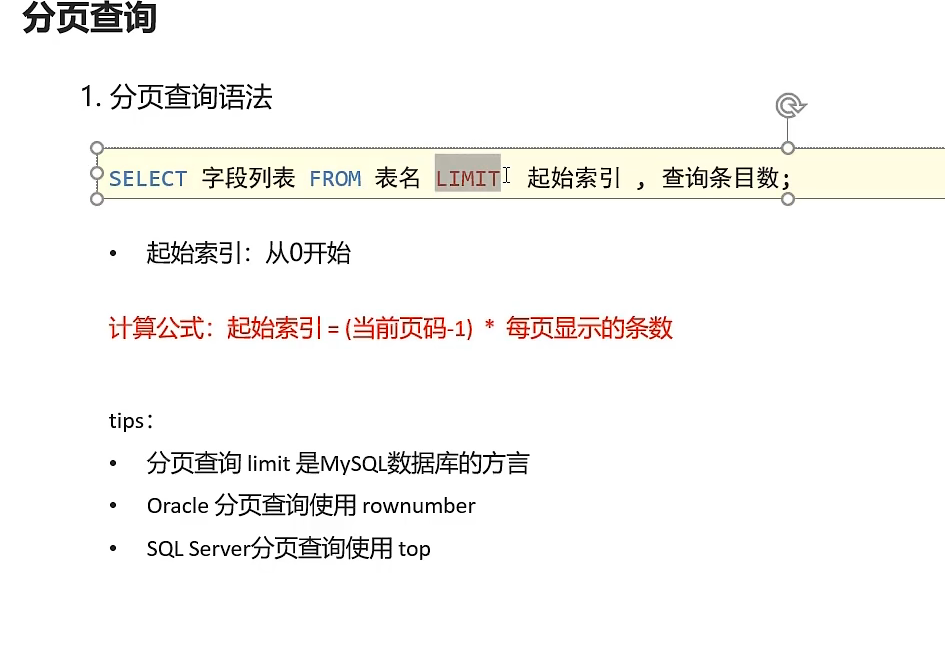 分页查询
1. 分页查询语法
SELECT 字段列表 FROM 表名 LIMIT 起始索引 , 查询条目数;
• 起始索引：从0开始
计算公式：起始索引 = (当前页码-1) * 每页显示的条数
tips：
• 分页查询 limit 是MySQL数据库的方言
• Oracle 分页查询使用 rownumber
• SQL Server分页查询使用 top